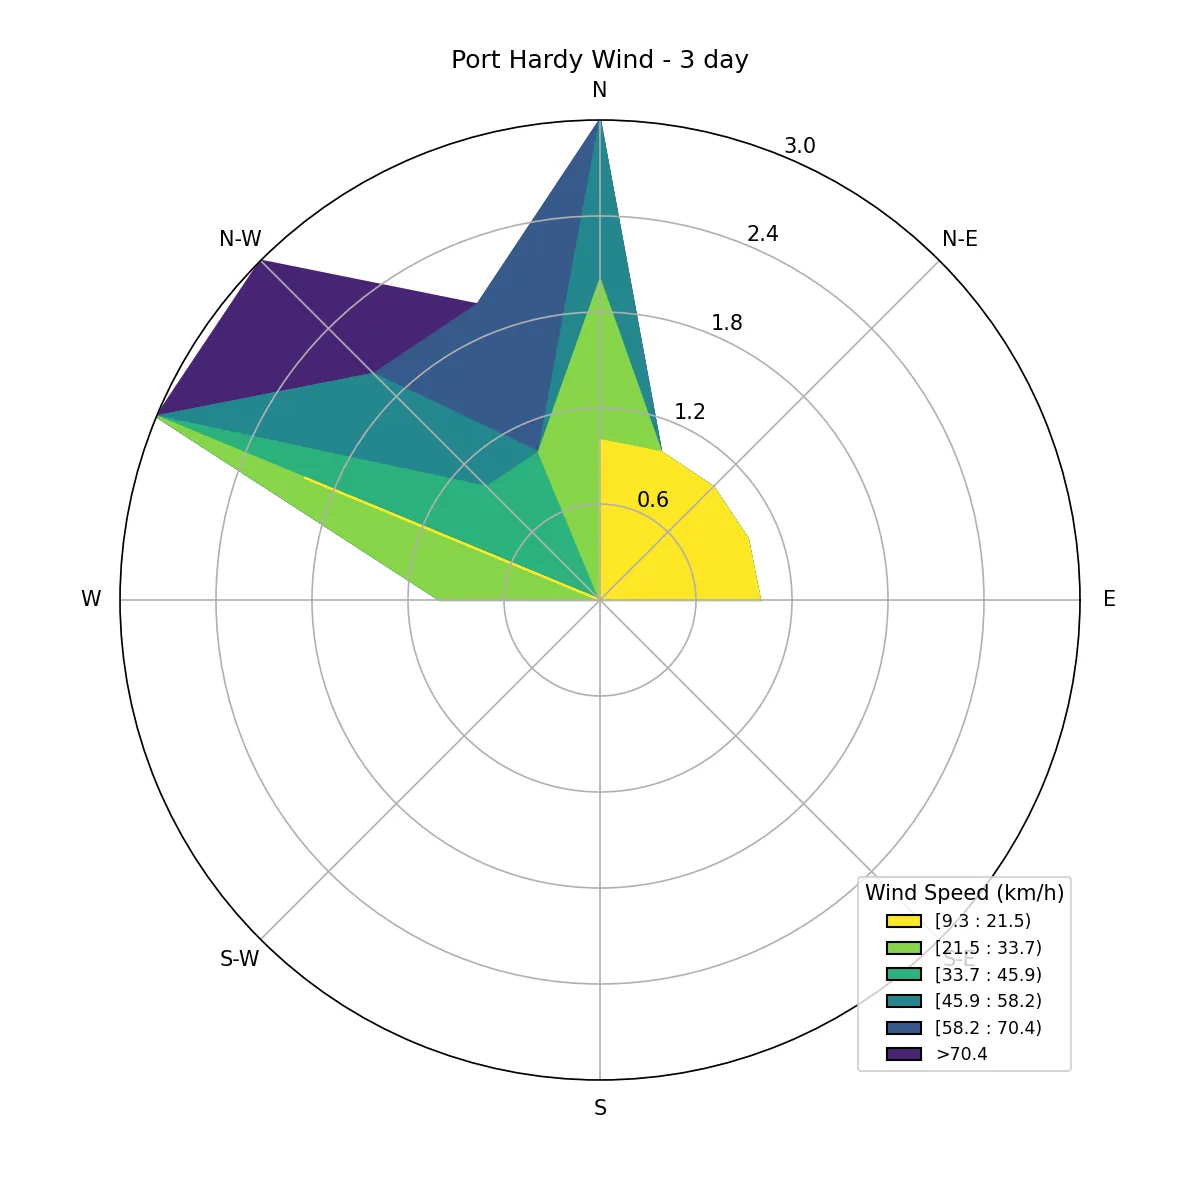 Port Hardy Wind - 3 day
N
3.0
N-W
2.4
N-E
1.8
1.2
0.6
W
E
Wind Speed (km/h)
[9.3 : 21.5)
[21.5 : 33.7)
S-W
S-E
[33.7 : 45.9)
[45.9 : 58.2)
[58.2 : 70.4)
>70.4
S